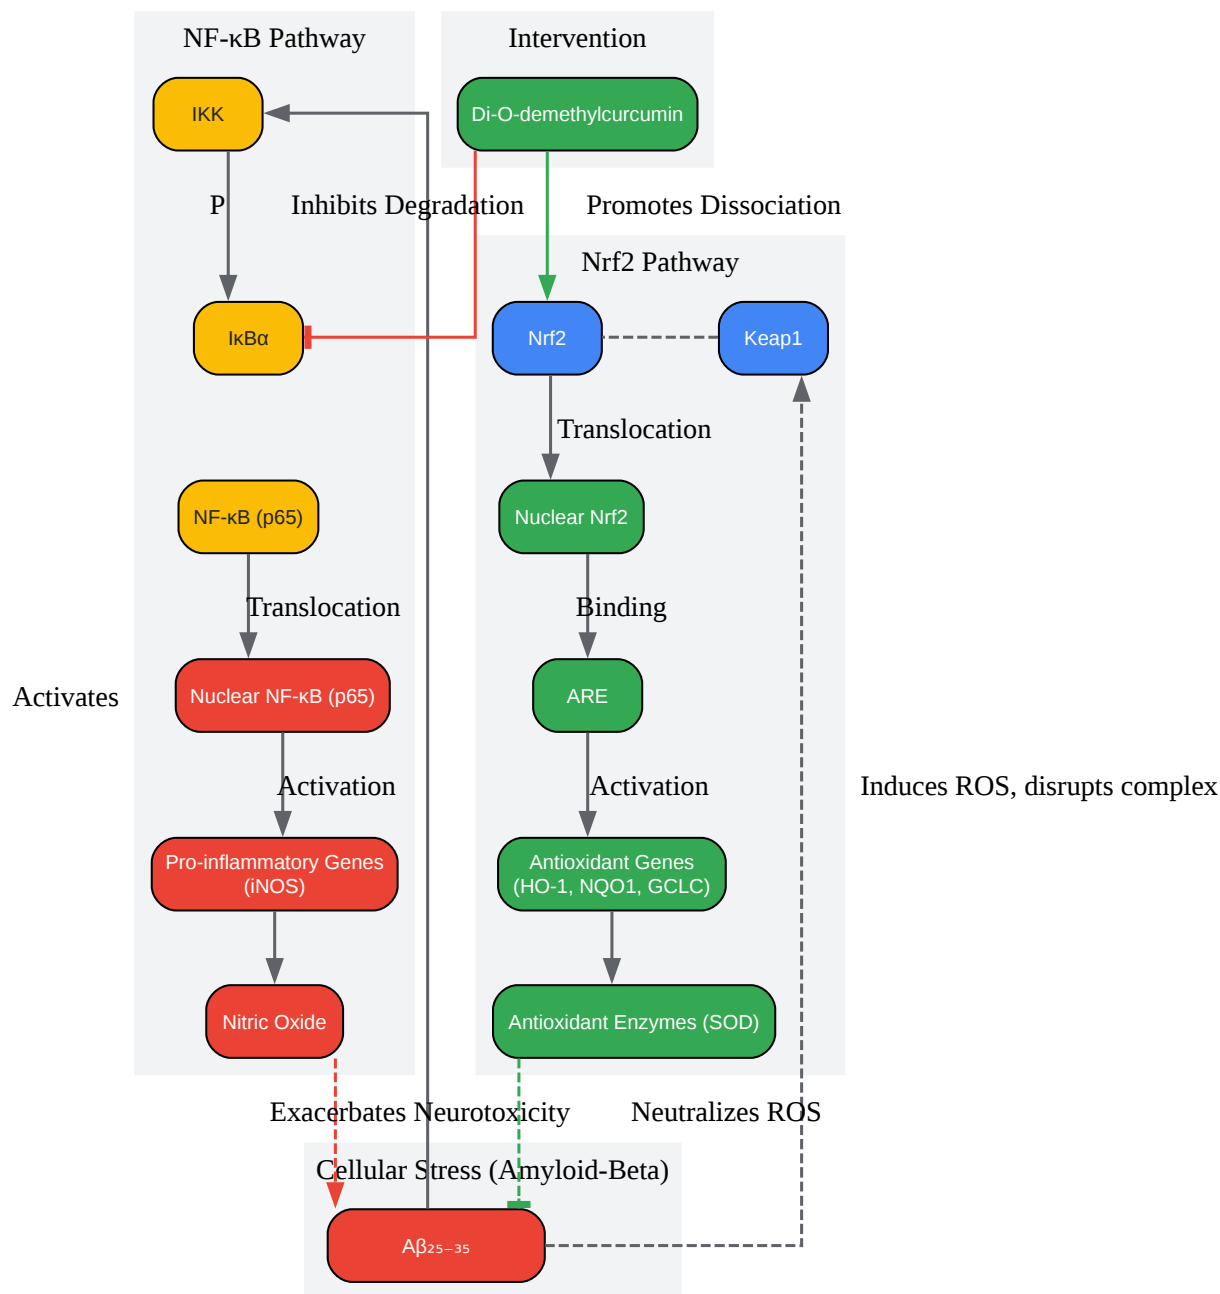 NF-κB Pathway
Intervention
IKK
Di-O-demethylcurcumin
P
Inhibits Degradation
Promotes Dissociation
Nrf2 Pathway
IκBα
Nrf2
Keap1
Translocation
NF-κB (p65)
Nuclear Nrf2
Translocation
Binding
Activates
Nuclear NF-κB (p65)
ARE
Activation
Activation
Induces ROS, disrupts complex
Pro-inflammatory Genes
(iNOS)
Antioxidant Genes
(HO-1, NQO1, GCLC)
Nitric Oxide
Antioxidant Enzymes (SOD)
Exacerbates Neurotoxicity
Neutralizes ROS
Cellular Stress (Amyloid-Beta)
Aβ₂₅₋₃₅